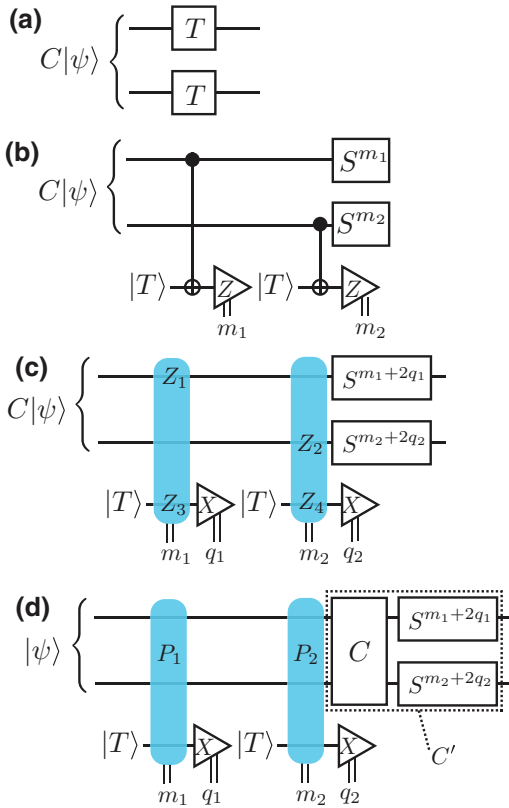 (a)
T
C|ψ⟩
T
(b)
S^{m_1}
C|ψ⟩
S^{m_2}
|T⟩ Z |T⟩ Z
m_1 m_2
(c)
Z_1 S^{m_1+2q_1}
C|ψ⟩
Z_2 S^{m_2+2q_2}
|T⟩ Z_3 X |T⟩ Z_4 X
m_1 q_1 m_2 q_2
(d)
S^{m_1+2q_1}
|ψ⟩ P_1 P_2 C
S^{m_2+2q_2}
|T⟩ X |T⟩ X
C'
m_1 q_1 m_2 q_2